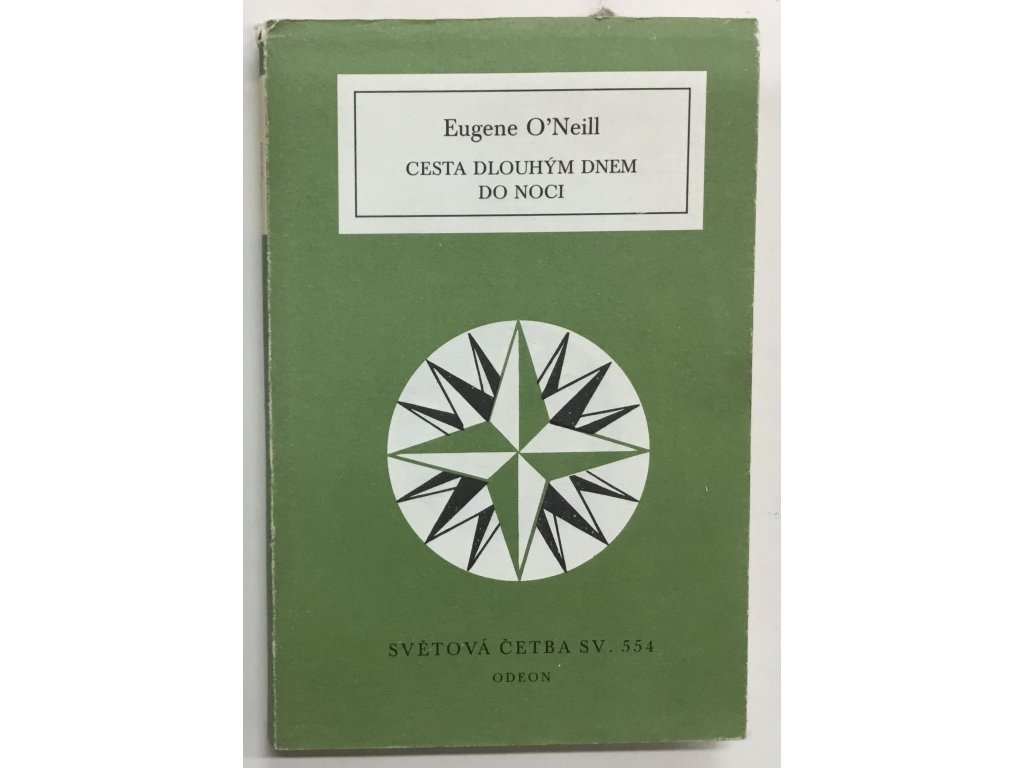 Eugene O’Neill
CESTA DLOUHÝM DNEM
DO NOCI
SVĚTOVÁ ČETBA SV. 554
ODEON